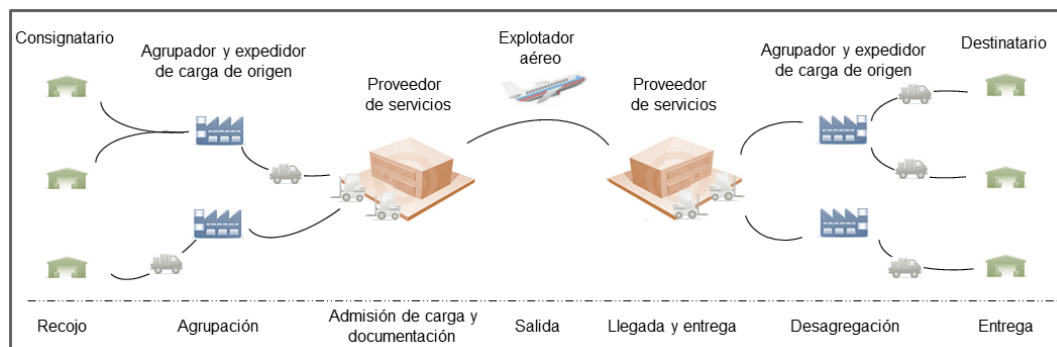 Consignatario
Agrupador y expedidor
de carga de origen
Proveedor
de servicios
Explotador
aéreo
Proveedor
de servicios
Agrupador y expedidor
de carga de origen
Destinatario
Recojo
Agrupación
Admisión de carga y
documentación
Salida
Llegada y entrega
Desagregación
Entrega